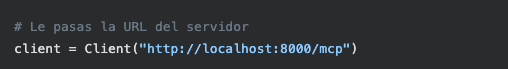 # Le pasas la URL del servidor
client = Client("http://localhost:8000/mcp")